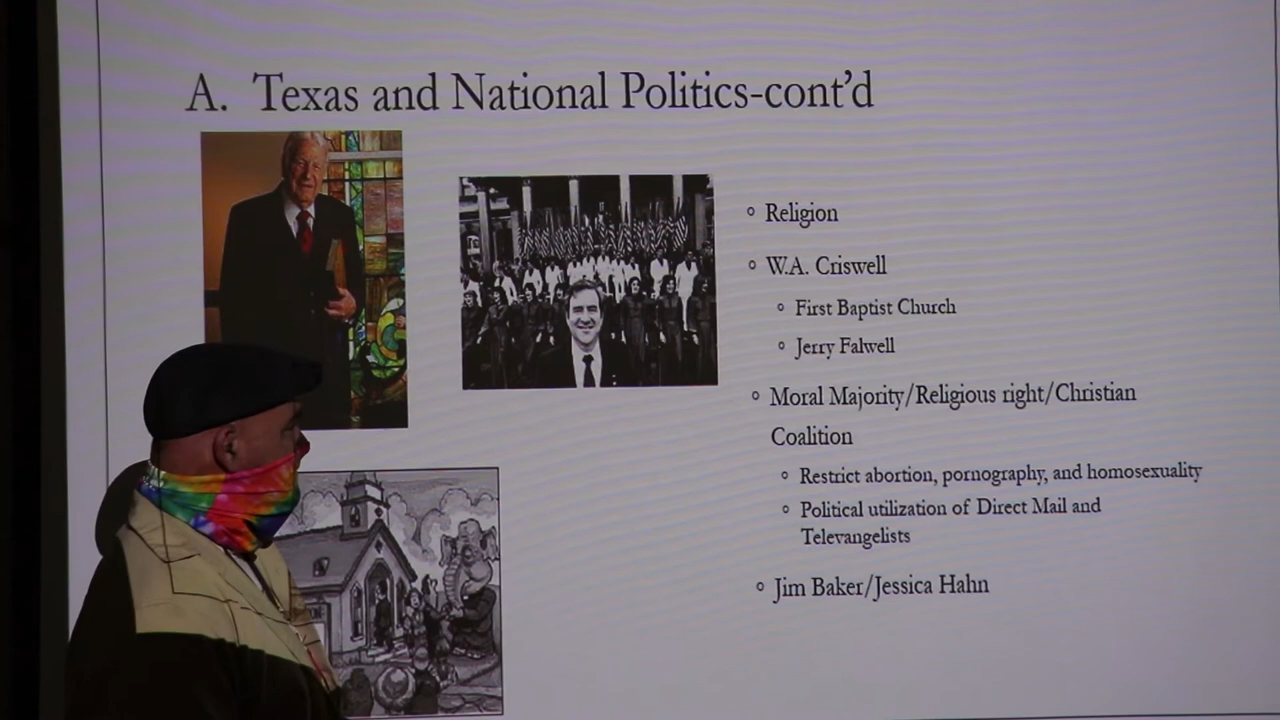 A. Texas and National Politics-cont'd
Religion
W.A. Criswell
First Baptist Church
Jerry Falwell
Moral Majority/Religious right/Christian
Coalition
Restrict abortion, pornography, and homosexuality
Political utilization of Direct Mail and
Televangelists
Jim Baker/Jessica Hahn